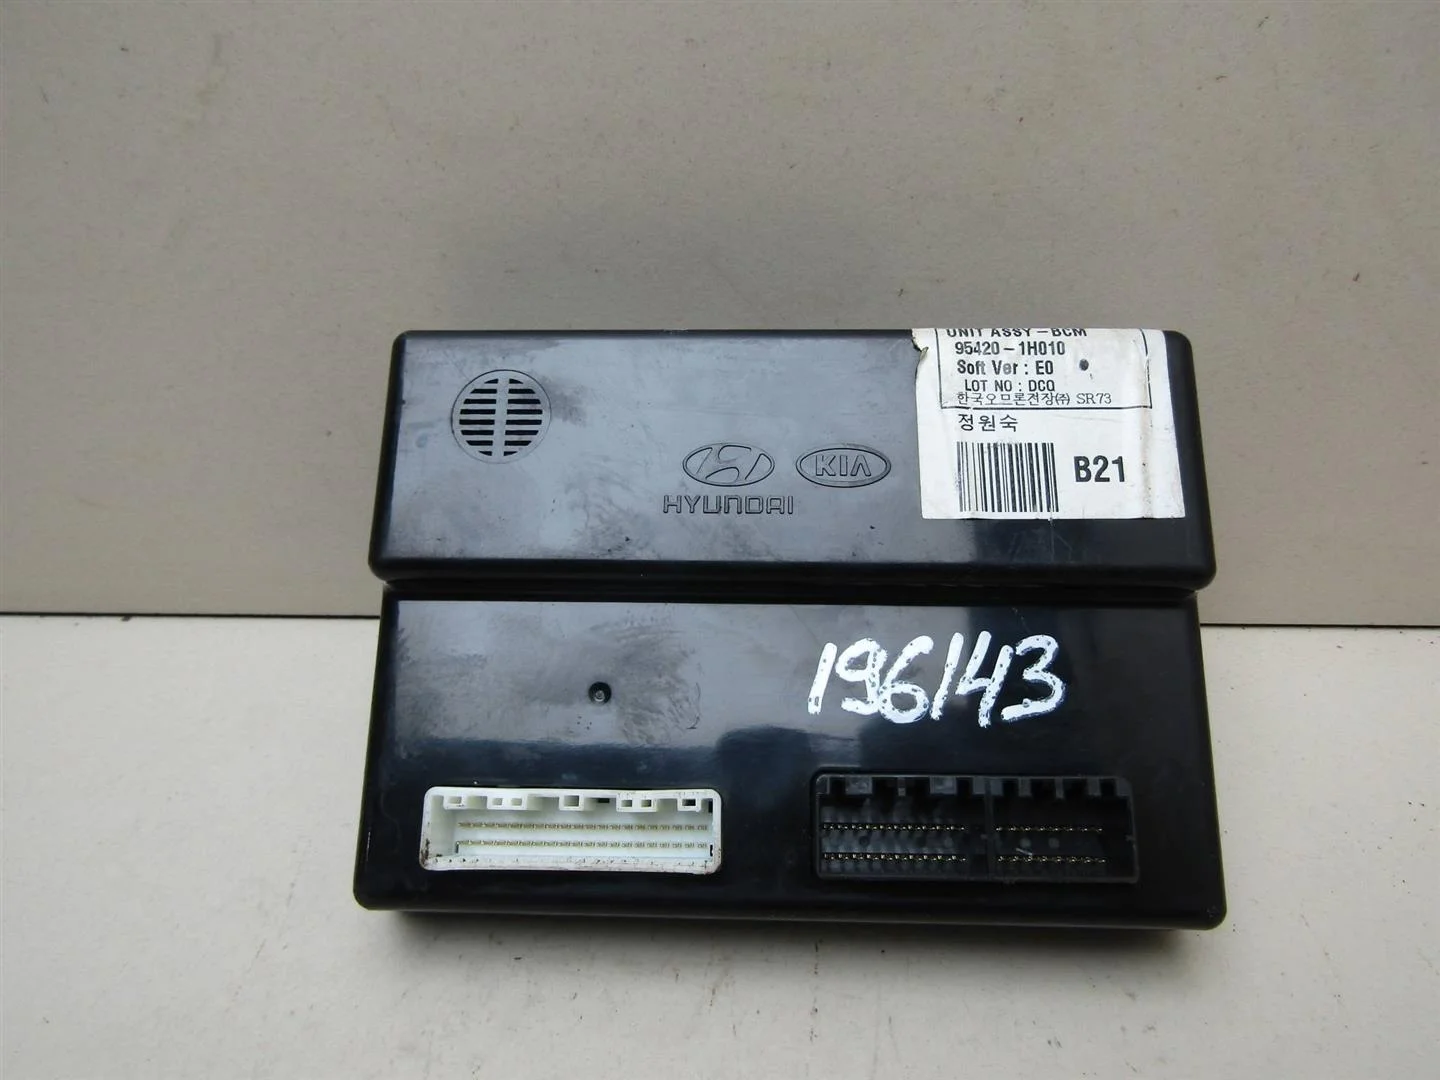 UNIT ASSY-BCM
95420-1H010
Soft Ver : E0
LOT NO : DCQ
한국오므론전장(주) SR73
정원숙
B21
KIA
HYUNDAI
196143